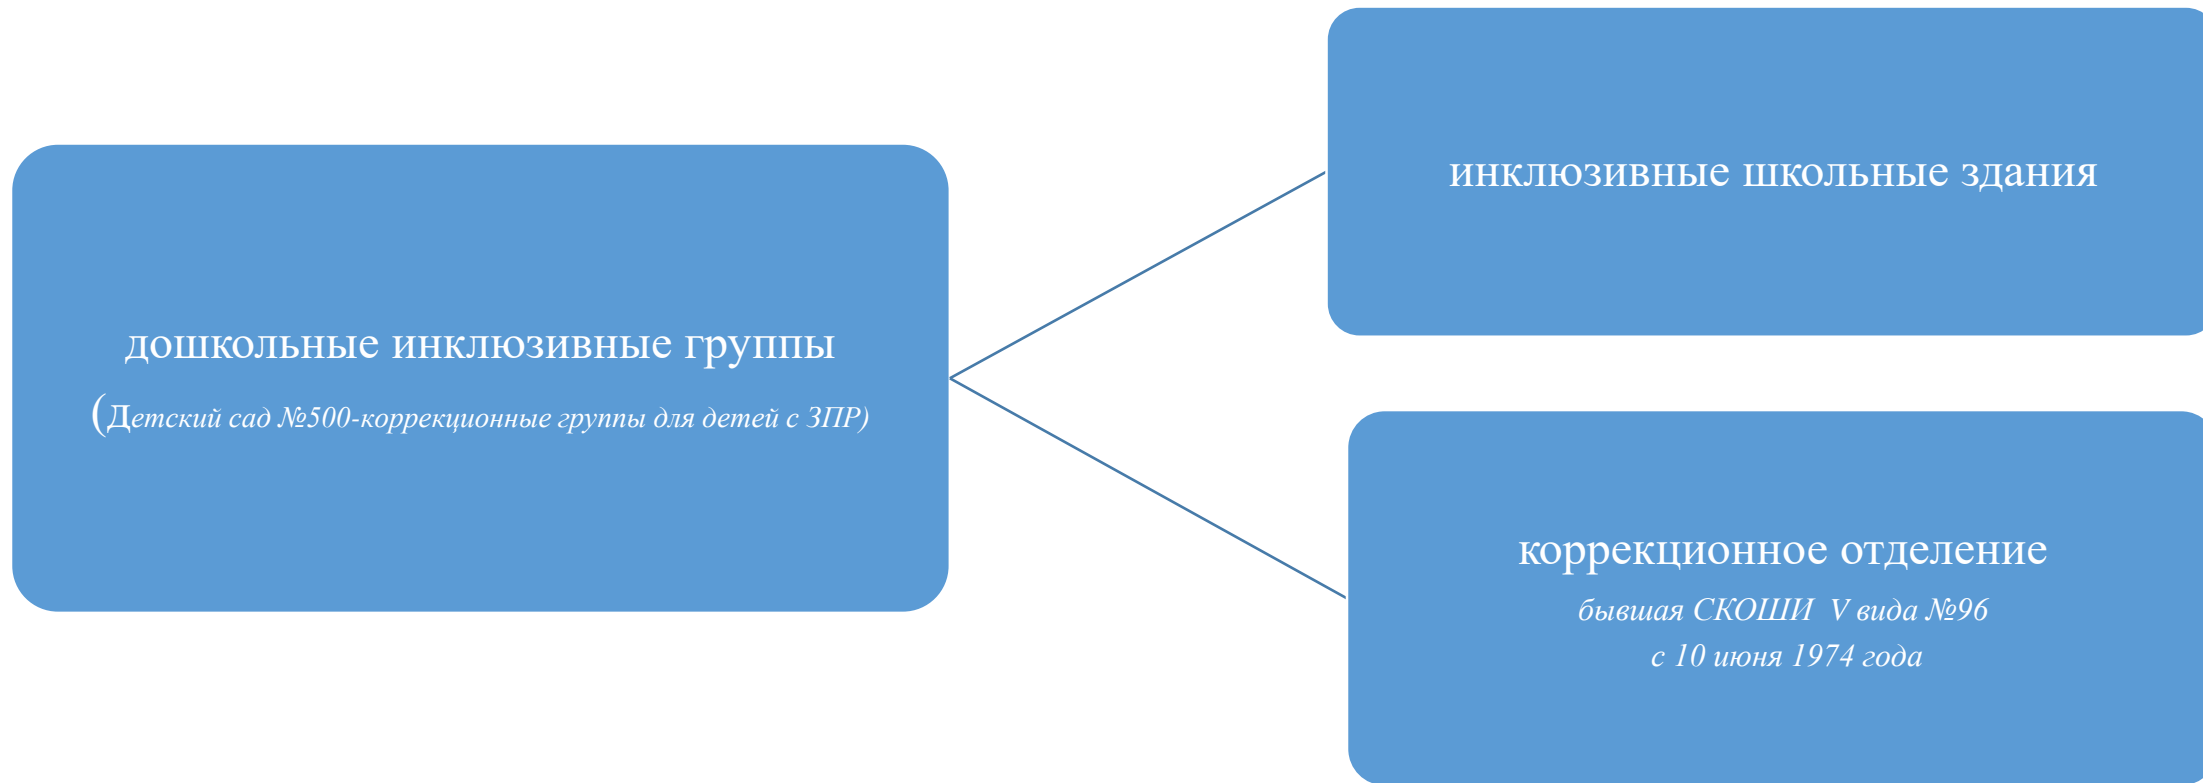 дошкольные инклюзивные группы
(Детский сад №500-коррекционные группы для детей с ЗПР)
инклюзивные школьные здания
коррекционное отделение
бывшая СКОШИ V вида №96
с 10 июня 1974 года